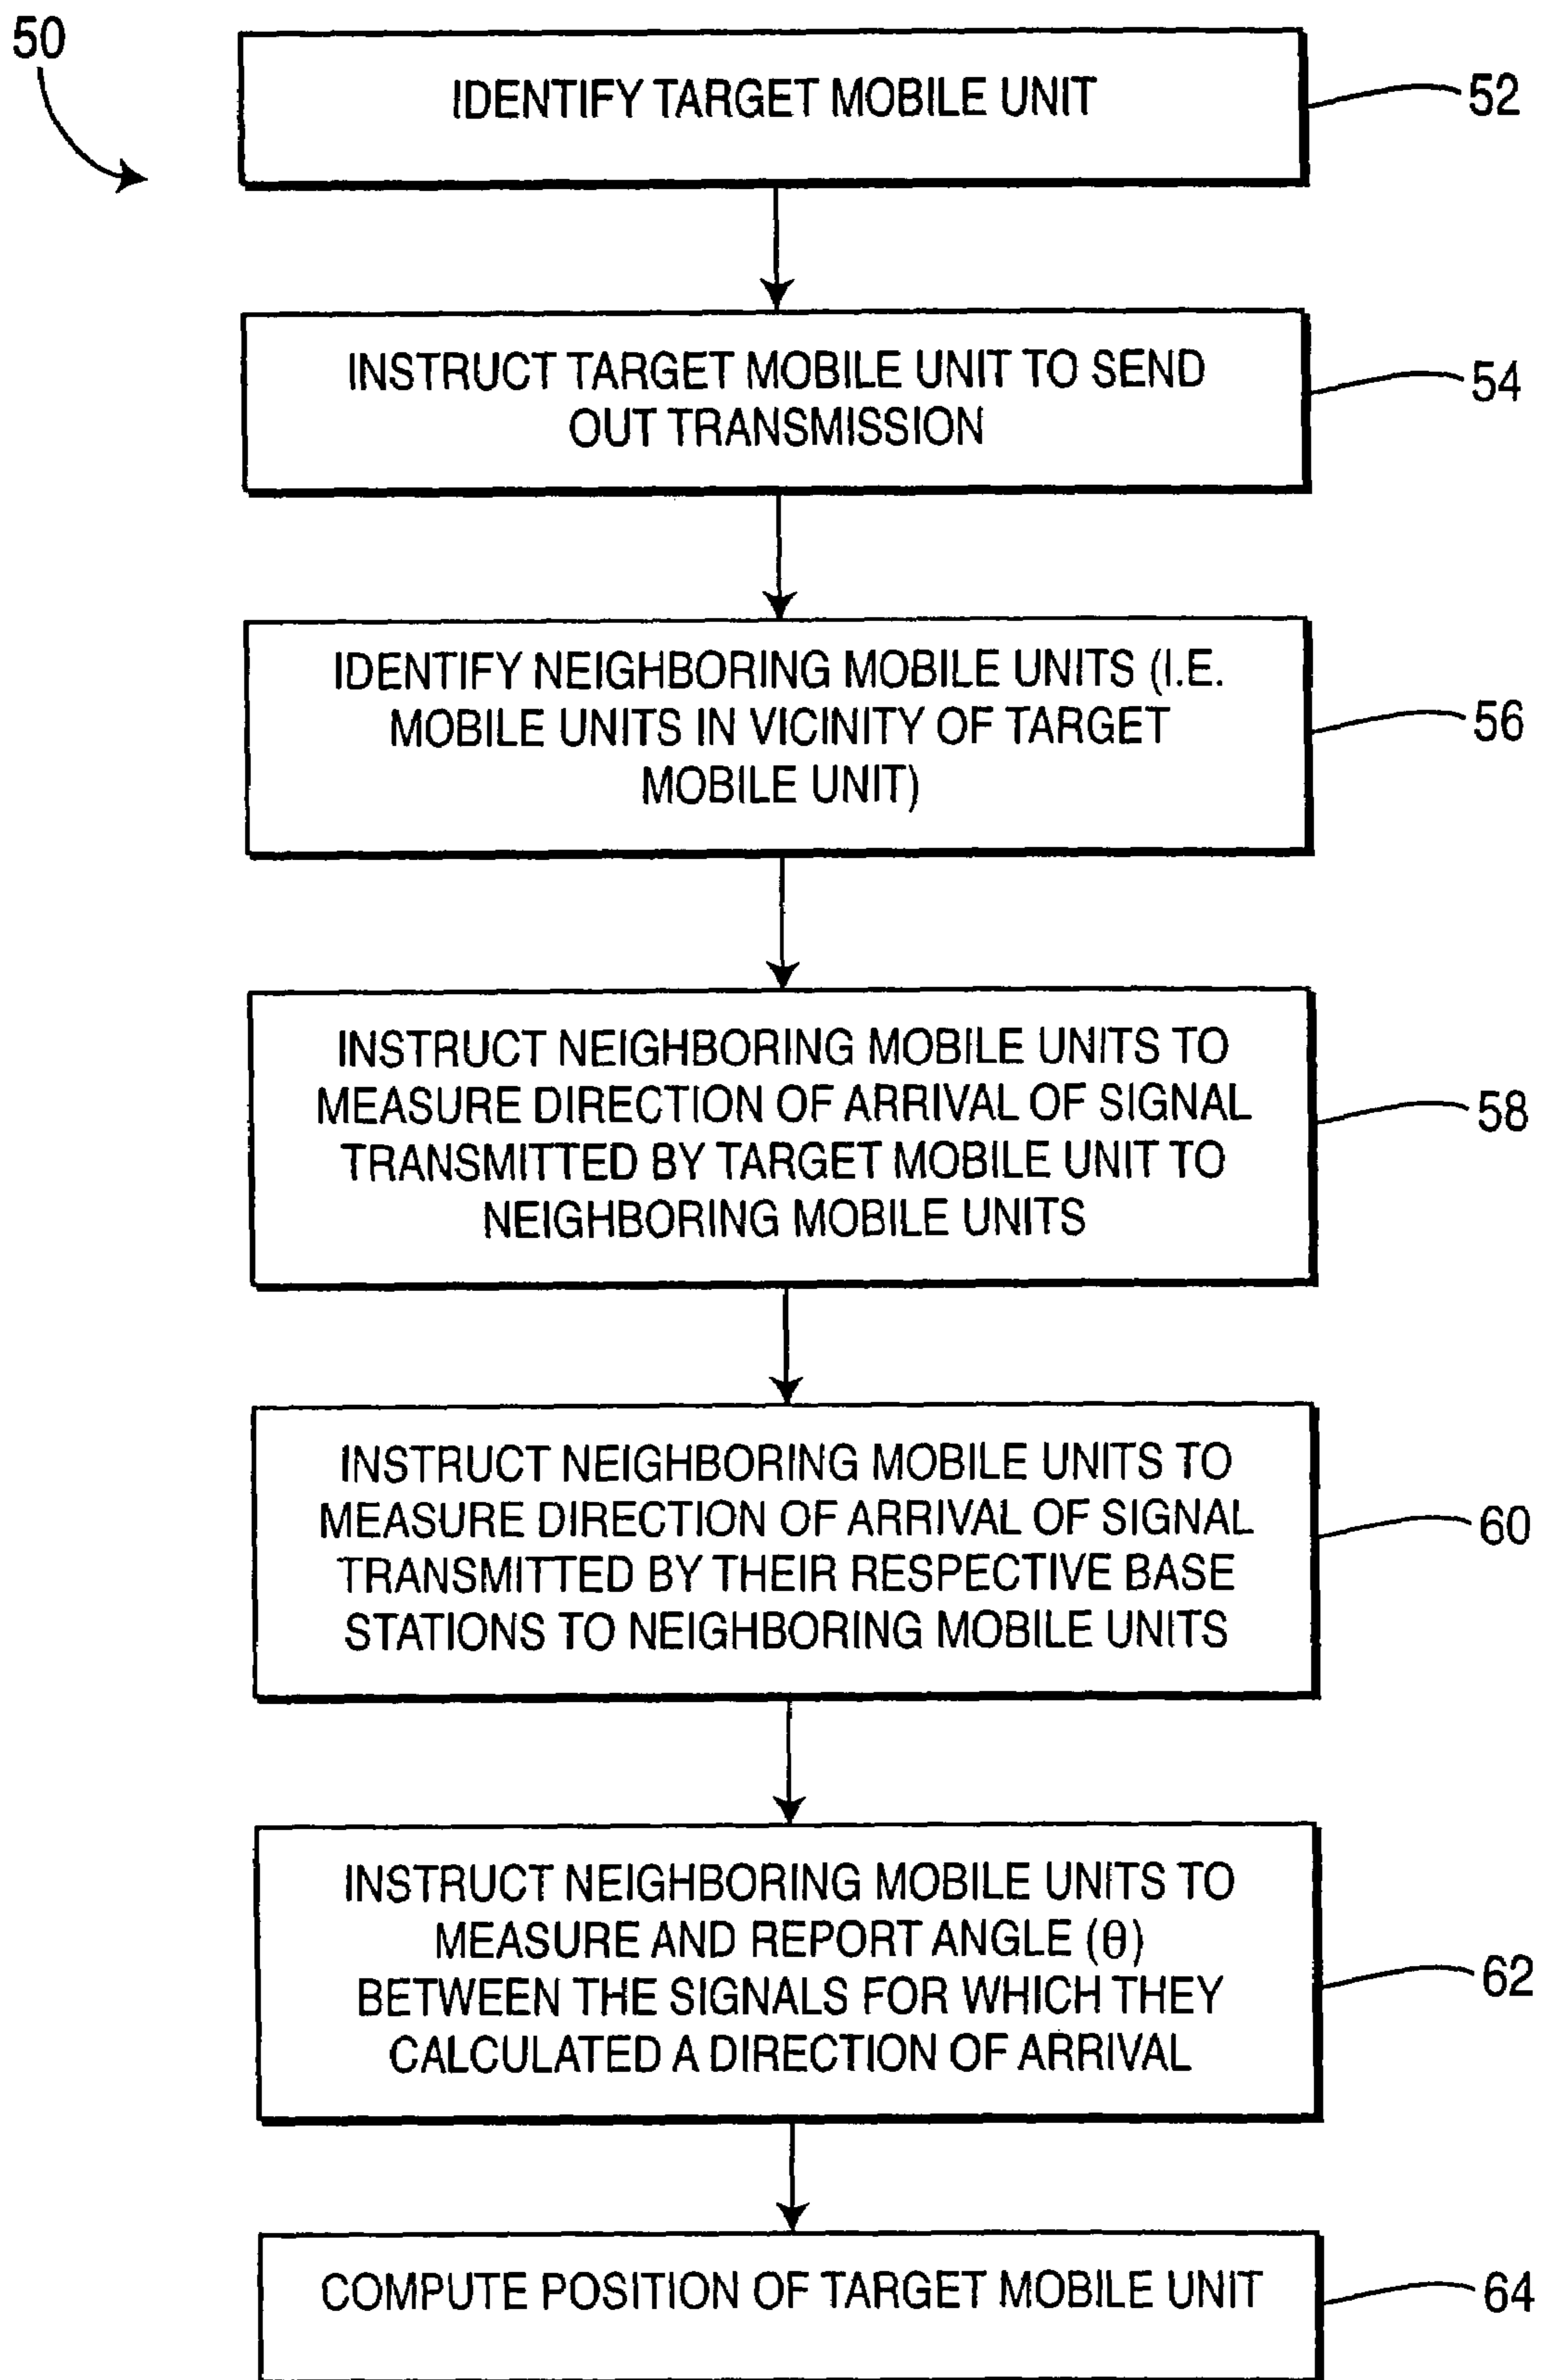 50
IDENTIFY TARGET MOBILE UNIT
52
INSTRUCT TARGET MOBILE UNIT TO SEND
OUT TRANSMISSION
54
IDENTIFY NEIGHBORING MOBILE UNITS (I.E.
MOBILE UNITS IN VICINITY OF TARGET
MOBILE UNIT)
56
INSTRUCT NEIGHBORING MOBILE UNITS TO
MEASURE DIRECTION OF ARRIVAL OF SIGNAL
TRANSMITTED BY TARGET MOBILE UNIT TO
NEIGHBORING MOBILE UNITS
58
INSTRUCT NEIGHBORING MOBILE UNITS TO
MEASURE DIRECTION OF ARRIVAL OF SIGNAL
TRANSMITTED BY THEIR RESPECTIVE BASE
STATIONS TO NEIGHBORING MOBILE UNITS
60
INSTRUCT NEIGHBORING MOBILE UNITS TO
MEASURE AND REPORT ANGLE (θ)
BETWEEN THE SIGNALS FOR WHICH THEY
CALCULATED A DIRECTION OF ARRIVAL
62
COMPUTE POSITION OF TARGET MOBILE UNIT
64